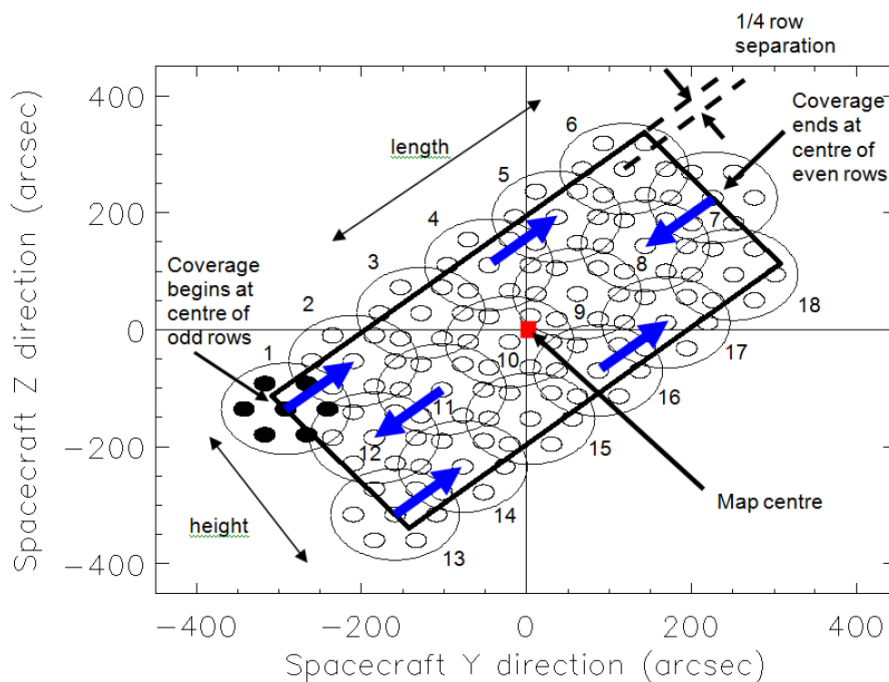 1/4 row
separation
400
200
0
−200
−400
Spacecraft Z direction (arcsec)
length
Coverage
begins at
centre of
odd rows
height
Coverage
ends at
centre of
even rows
Map centre
1
2
3
4
5
6
7
8
9
10
11
12
13
14
15
16
17
18
−400
−200
0
200
400
Spacecraft Y direction (arcsec)